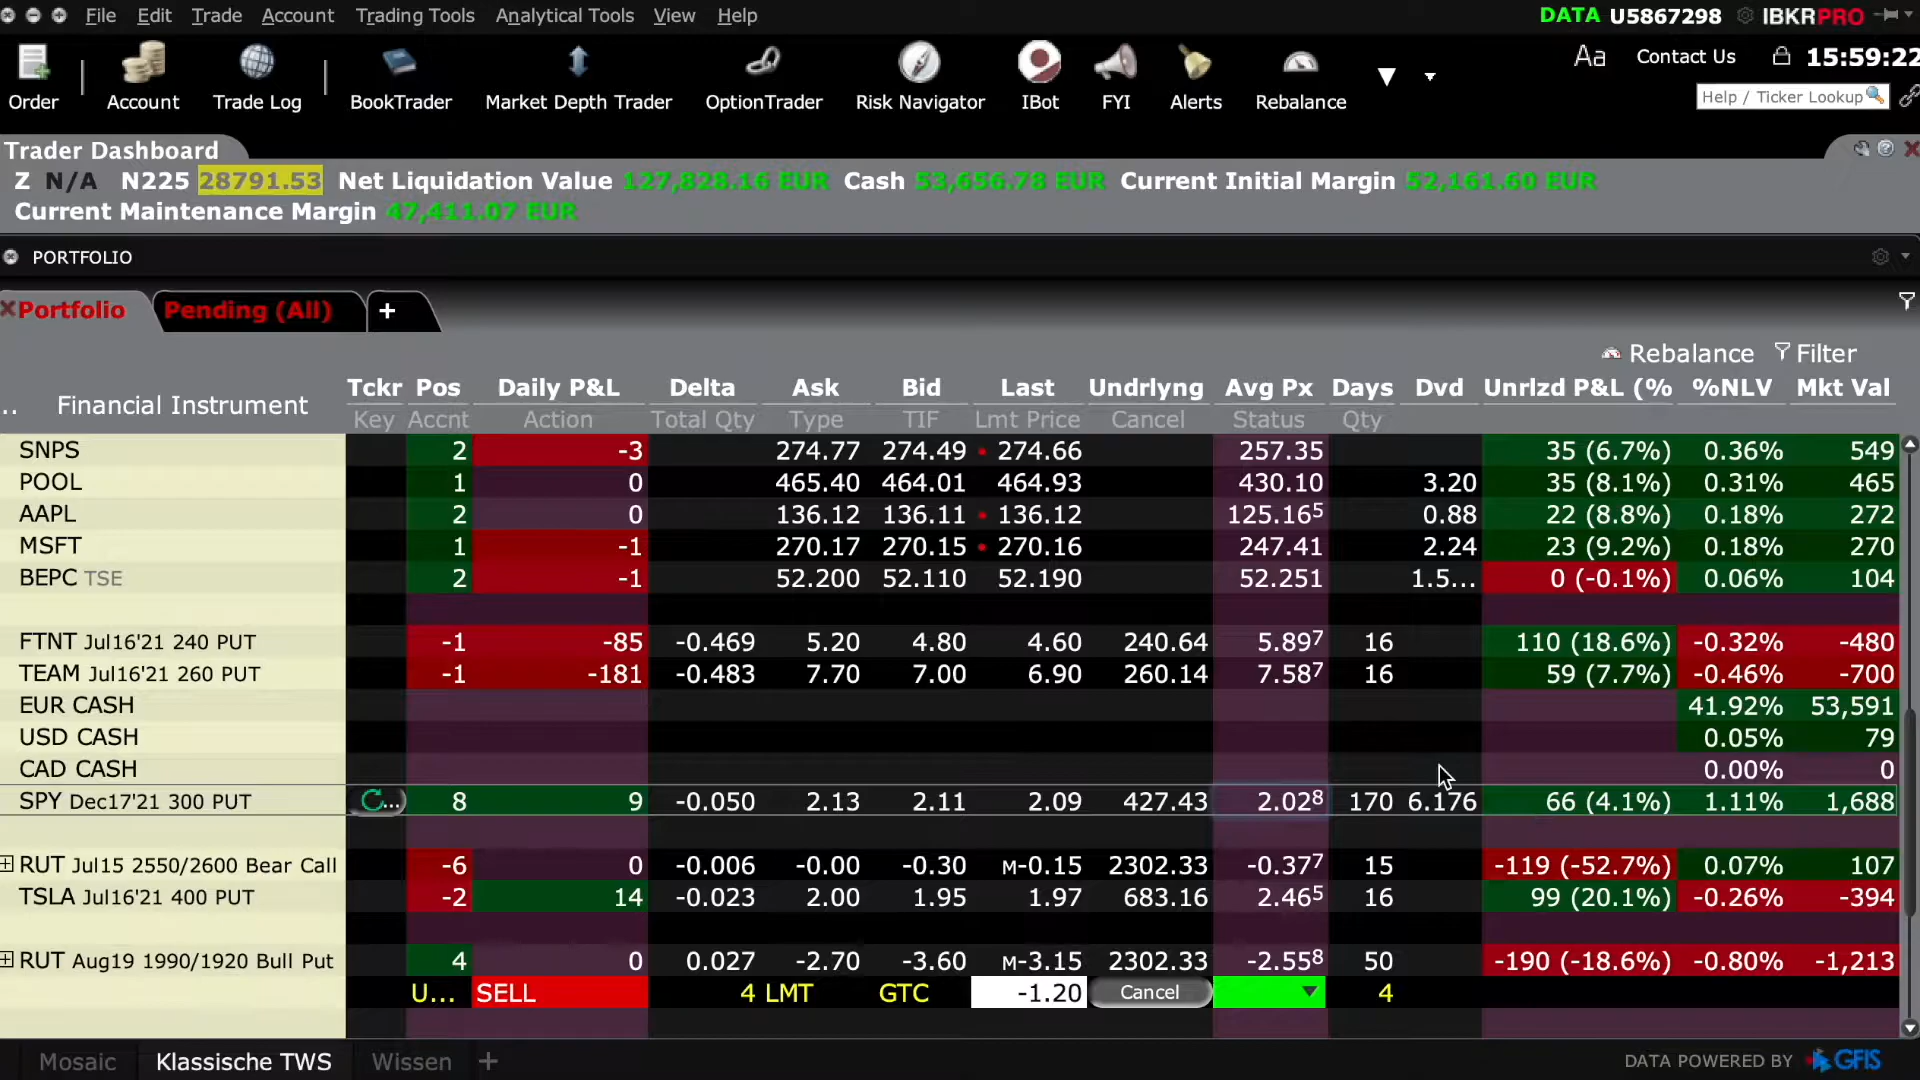 File Edit Trade Account Trading Tools Analytical Tools View Help DATA U5867298 IBKRPRO
Aa Contact Us 15:59:22
Order Account Trade Log BookTrader Market Depth Trader OptionTrader Risk Navigator IBot FYI Alerts Rebalance
Help / Ticker Lookup
Trader Dashboard
Z N/A N225 28791.53 Net Liquidation Value 127,828.16 EUR Cash 53,656.78 EUR Current Initial Margin 52,161.60 EUR
Current Maintenance Margin 47,411.07 EUR
PORTFOLIO
Portfolio Pending (All) +
Rebalance Filter
.. Financial Instrument Tckr Pos Daily P&L Delta Ask Bid Last Undrlyng Avg Px Days Dvd Unrlzd P&L (% %NLV Mkt Val
Key Accnt Action Total Qty Type TIF Lmt Price Cancel Status Qty
SNPS 2 -3 274.77 274.49 274.66 257.35 35 (6.7%) 0.36% 549
POOL 1 0 465.40 464.01 464.93 430.10 3.20 35 (8.1%) 0.31% 465
AAPL 2 0 136.12 136.11 136.12 125.16⁵ 0.88 22 (8.8%) 0.18% 272
MSFT 1 -1 270.17 270.15 270.16 247.41 2.24 23 (9.2%) 0.18% 270
BEPC TSE 2 -1 52.200 52.110 52.190 52.251 1.5... 0 (-0.1%) 0.06% 104
FTNT Jul16'21 240 PUT -1 -85 -0.469 5.20 4.80 4.60 240.64 5.89⁷ 16 110 (18.6%) -0.32% -480
TEAM Jul16'21 260 PUT -1 -181 -0.483 7.70 7.00 6.90 260.14 7.58⁷ 16 59 (7.7%) -0.46% -700
EUR CASH 41.92% 53,591
USD CASH 0.05% 79
CAD CASH 0.00% 0
SPY Dec17'21 300 PUT ... 8 9 -0.050 2.13 2.11 2.09 427.43 2.02⁸ 170 6.176 66 (4.1%) 1.11% 1,688
RUT Jul15 2550/2600 Bear Call -6 0 -0.006 -0.00 -0.30 M-0.15 2302.33 -0.37⁷ 15 -119 (-52.7%) 0.07% 107
TSLA Jul16'21 400 PUT -2 14 -0.023 2.00 1.95 1.97 683.16 2.46⁵ 16 99 (20.1%) -0.26% -394
RUT Aug19 1990/1920 Bull Put 4 0 0.027 -2.70 -3.60 M-3.15 2302.33 -2.55⁸ 50 -190 (-18.6%) -0.80% -1,213
U... SELL 4 LMT GTC -1.20 Cancel 4
Mosaic Klassische TWS Wissen + DATA POWERED BY GFIS